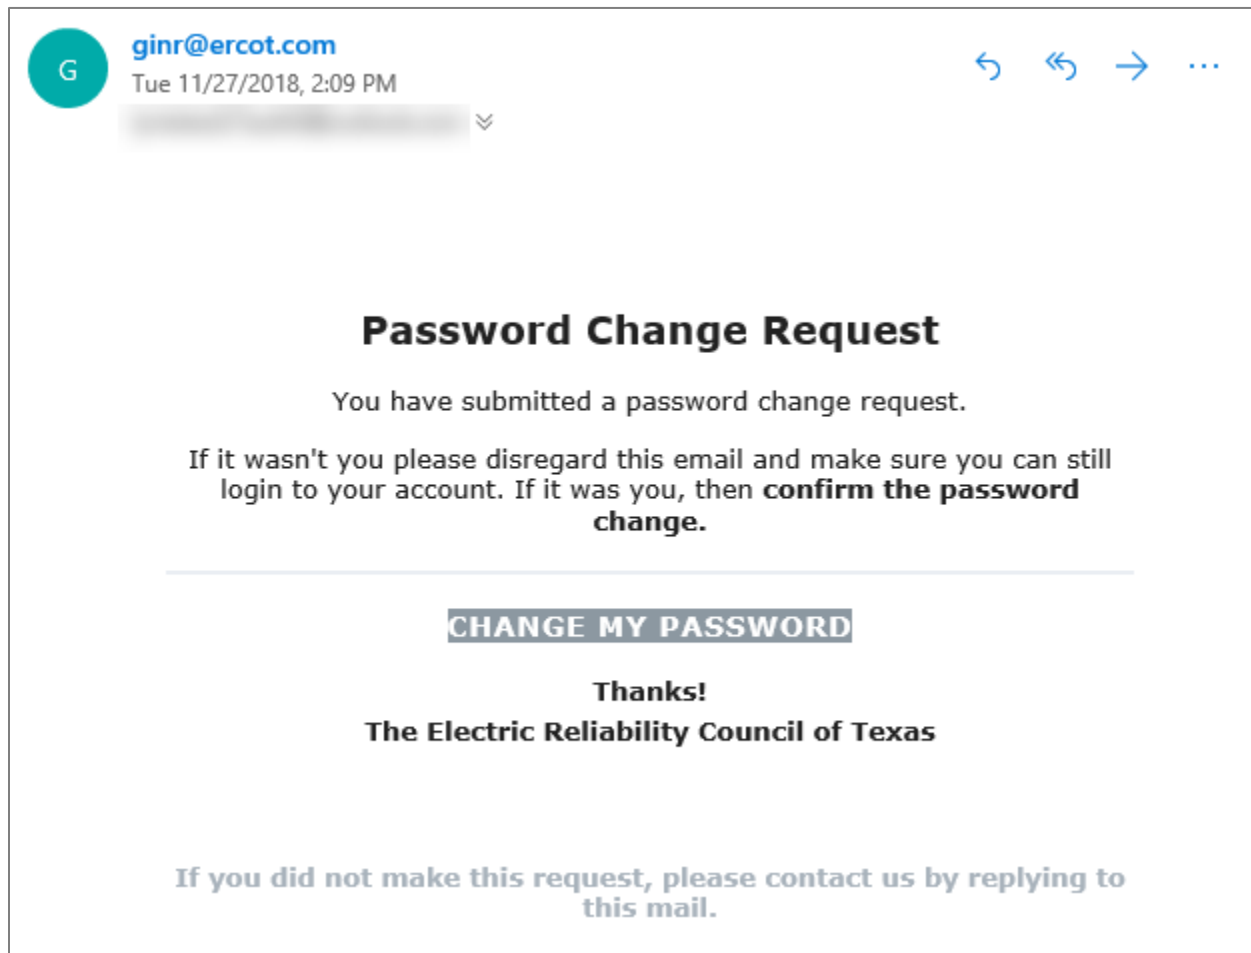 G
ginr@ercot.com
Tue 11/27/2018, 2:09 PM
Password Change Request
You have submitted a password change request.
If it wasn't you please disregard this email and make sure you can still
login to your account. If it was you, then confirm the password
change.
CHANGE MY PASSWORD
Thanks!
The Electric Reliability Council of Texas
If you did not make this request, please contact us by replying to
this mail.